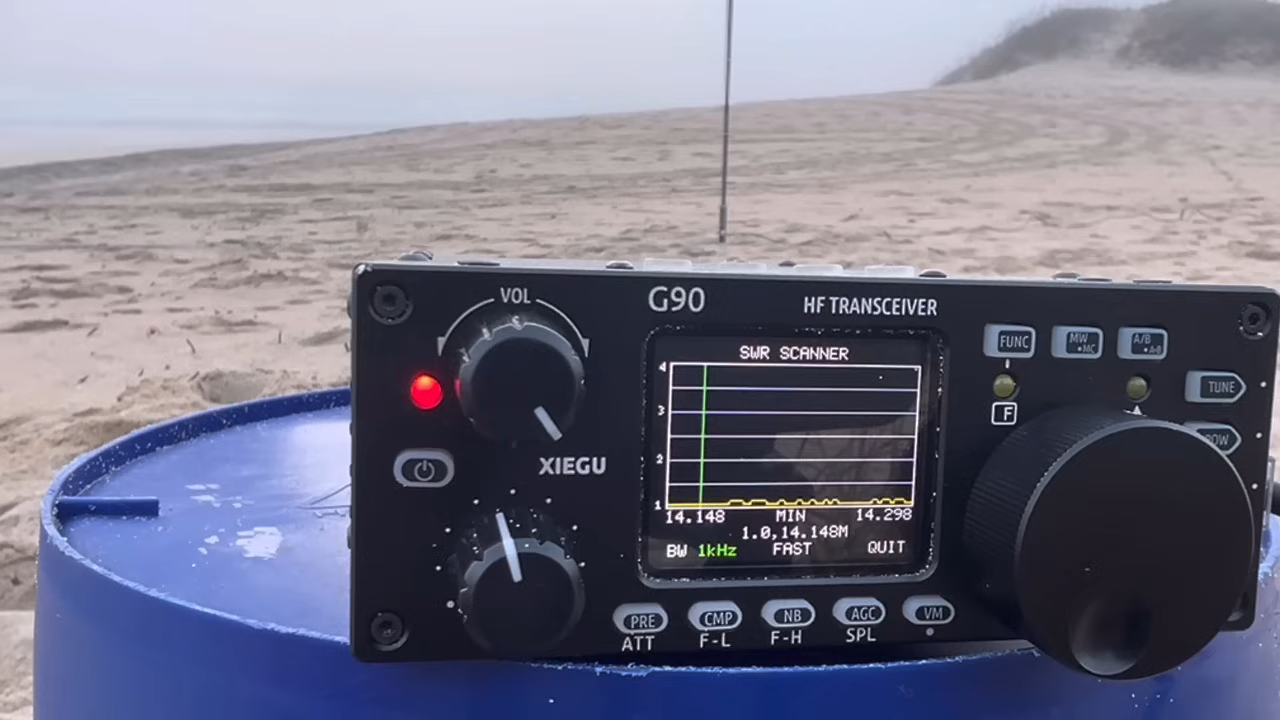 VOL
G90
HF TRANSCEIVER
SWR SCANNER
4
3
2
1
14.148 MIN 14.298
1.0,14.148M
BW 1kHz FAST QUIT
XIEGU
FUNC
MW
•MC
A/B
•A=B
F
TUNE
POW
PRE CMP NB AGC VM
ATT F-L F-H SPL